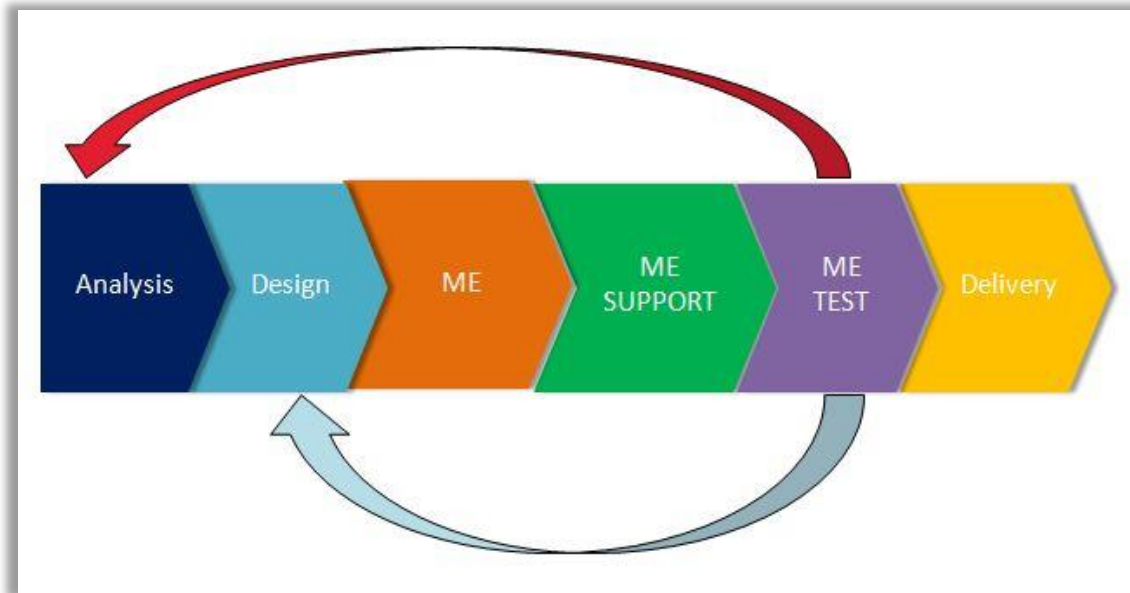 Analysis
Design
ME
ME
SUPPORT
ME
TEST
Delivery